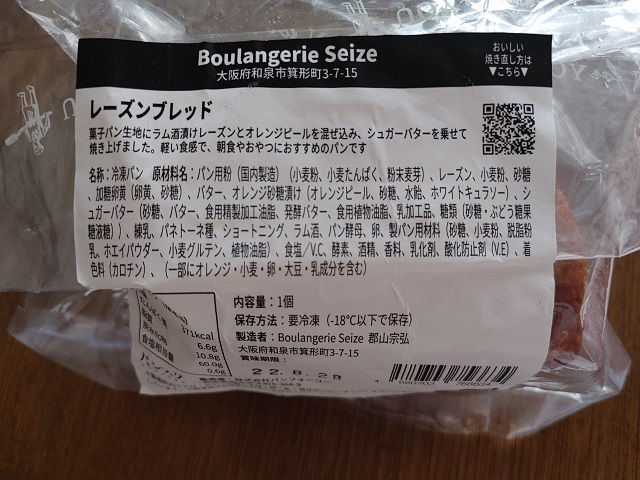 Boulangerie Seize
大阪府和泉市箕形町3-7-15
おいしい
焼き直し方は
▼こちら▼
レーズンブレッド
菓子パン生地にラム酒漬けレーズンとオレンジピールを混ぜ込み、シュガーバターを乗せて
焼き上げました。軽い食感で、朝食やおやつにおすすめのパンです
名称：冷凍パン 原材料名：パン用粉（国内製造）（小麦粉、小麦たんぱく、粉末麦芽）、レーズン、小麦粉、砂糖
、加糖卵黄（卵黄、砂糖）、バター、オレンジ砂糖漬け（オレンジピール、砂糖、水飴、ホワイトキュラソー）、シ
ュガーバター（砂糖、バター、食用精製加工油脂、発酵バター、食用植物油脂、乳加工品、糖類（砂糖・ぶどう糖果
糖液糖））、練乳、パネトーネ種、ショートニング、ラム酒、パン酵母、卵、製パン用材料（砂糖、小麦粉、脱脂粉
乳、ホエイパウダー、小麦グルテン、植物油脂）、食塩／V.C、酵素、酒精、香料、乳化剤、酸化防止剤（V.E）、着
色料（カロチン）、（一部にオレンジ・小麦・卵・大豆・乳成分を含む）
内容量：1個
保存方法：要冷凍（-18℃以下で保存）
製造者：Boulangerie Seize 郡山宗弘
大阪府和泉市箕形町3-7-15
賞味期限：
22.8.28
371kcal
6.6g
10.8g
炭水化物 60.0g
食塩相当量 0.6g